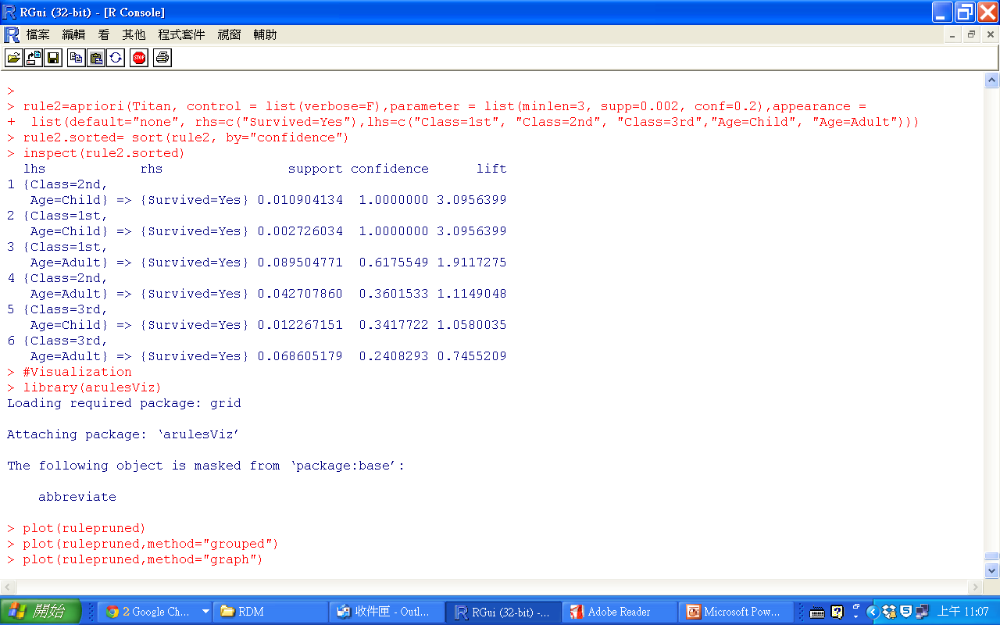 RGui (32-bit) - [R Console]
檔案 編輯 看 其他 程式套件 視窗 輔助
STOP
>
> rule2=apriori(Titan, control = list(verbose=F),parameter = list(minlen=3, supp=0.002, conf=0.2),appearance =
+  list(default="none", rhs=c("Survived=Yes"),lhs=c("Class=1st", "Class=2nd", "Class=3rd","Age=Child", "Age=Adult")))
> rule2.sorted= sort(rule2, by="confidence")
> inspect(rule2.sorted)
  lhs            rhs               support confidence      lift
1 {Class=2nd,
   Age=Child} => {Survived=Yes} 0.010904134  1.0000000 3.0956399
2 {Class=1st,
   Age=Child} => {Survived=Yes} 0.002726034  1.0000000 3.0956399
3 {Class=1st,
   Age=Adult} => {Survived=Yes} 0.089504771  0.6175549 1.9117275
4 {Class=2nd,
   Age=Adult} => {Survived=Yes} 0.042707860  0.3601533 1.1149048
5 {Class=3rd,
   Age=Child} => {Survived=Yes} 0.012267151  0.3417722 1.0580035
6 {Class=3rd,
   Age=Adult} => {Survived=Yes} 0.068605179  0.2408293 0.7455209
> #Visualization
> library(arulesViz)
Loading required package: grid
Attaching package: ‘arulesViz’
The following object is masked from ‘package:base’:
    abbreviate
> plot(rulepruned)
> plot(rulepruned,method="grouped")
> plot(rulepruned,method="graph")
開始 2 Google Ch... RDM 收件匣 - Outl... RGui (32-bit) -... Adobe Reader Microsoft Pow... 上午 11:07